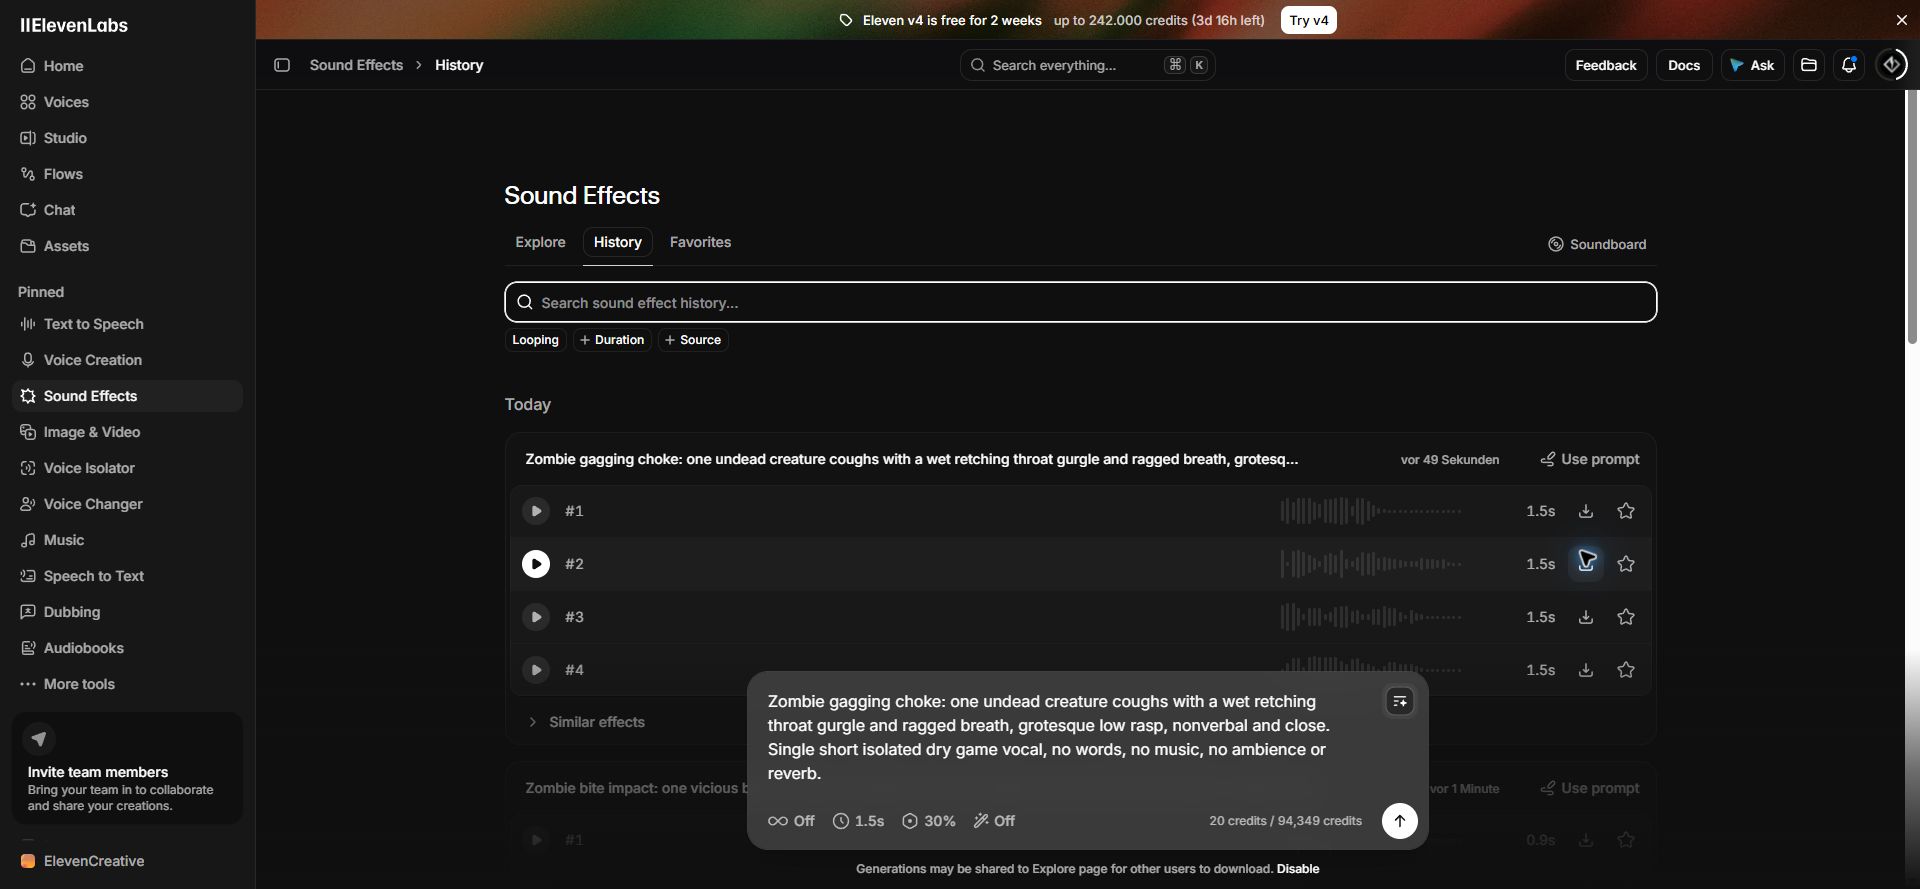 IIElevenLabs
Eleven v4 is free for 2 weeks up to 242.000 credits (3d 16h left) Try v4
Home
Voices
Studio
Flows
Chat
Assets
Pinned
Text to Speech
Voice Creation
Sound Effects
Image & Video
Voice Isolator
Voice Changer
Music
Speech to Text
Dubbing
Audiobooks
More tools
Invite team members
Bring your team in to collaborate
and share your creations.
ElevenCreative
Sound Effects > History
Search everything... ⌘ K
Feedback Docs Ask
Sound Effects
Explore History Favorites Soundboard
Search sound effect history...
Looping + Duration + Source
Today
Zombie gagging choke: one undead creature coughs with a wet retching throat gurgle and ragged breath, grotesq... vor 49 Sekunden Use prompt
#1 1.5s
#2 1.5s
#3 1.5s
#4 1.5s
Similar effects
Zombie bite impact: one vicious b vor 1 Minute Use prompt
#1 0.9s
Zombie gagging choke: one undead creature coughs with a wet retching
throat gurgle and ragged breath, grotesque low rasp, nonverbal and close.
Single short isolated dry game vocal, no words, no music, no ambience or
reverb.
Off 1.5s 30% Off 20 credits / 94,349 credits
Generations may be shared to Explore page for other users to download. Disable